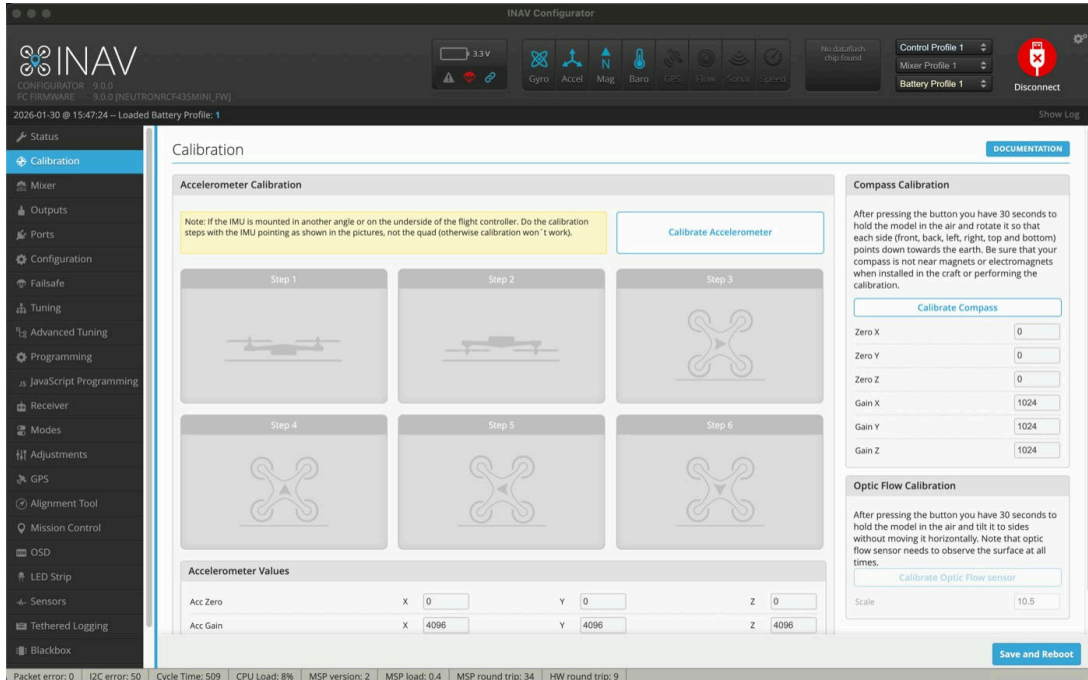 INAV Configurator
INAV
CONFIGURATOR 9.0.0
FC FIRMWARE 9.0.0 [NEUTRONRCF435MINI_FW]
3.3 V
Gyro Accel Mag Baro GPS Flow Sonar Speed
No dataflash
chip found
Control Profile 1
Mixer Profile 1
Battery Profile 1
Disconnect
2026-01-30 @ 15:47:24 -- Loaded Battery Profile: 1
Show Log
Status
Calibration
Mixer
Outputs
Ports
Configuration
Failsafe
Tuning
Advanced Tuning
Programming
JS JavaScript Programming
Receiver
Modes
Adjustments
GPS
Alignment Tool
Mission Control
OSD
LED Strip
Sensors
Tethered Logging
Blackbox
Calibration
DOCUMENTATION
Accelerometer Calibration
Note: If the IMU is mounted in another angle or on the underside of the flight controller. Do the calibration
steps with the IMU pointing as shown in the pictures, not the quad (otherwise calibration won`t work).
Calibrate Accelerometer
Step 1
Step 2
Step 3
Step 4
Step 5
Step 6
Accelerometer Values
Acc Zero X 0 Y 0 Z 0
Acc Gain X 4096 Y 4096 Z 4096
Compass Calibration
After pressing the button you have 30 seconds to
hold the model in the air and rotate it so that
each side (front, back, left, right, top and bottom)
points down towards the earth. Be sure that your
compass is not near magnets or electromagnets
when installed in the craft or performing the
calibration.
Calibrate Compass
Zero X 0
Zero Y 0
Zero Z 0
Gain X 1024
Gain Y 1024
Gain Z 1024
Optic Flow Calibration
After pressing the button you have 30 seconds to
hold the model in the air and tilt it to sides
without moving it horizontally. Note that optic
flow sensor needs to observe the surface at all
times.
Calibrate Optic Flow sensor
Scale 10.5
Save and Reboot
Packet error: 0 I2C error: 50 Cycle Time: 509 CPU Load: 8% MSP version: 2 MSP load: 0.4 MSP round trip: 34 HW round trip: 9